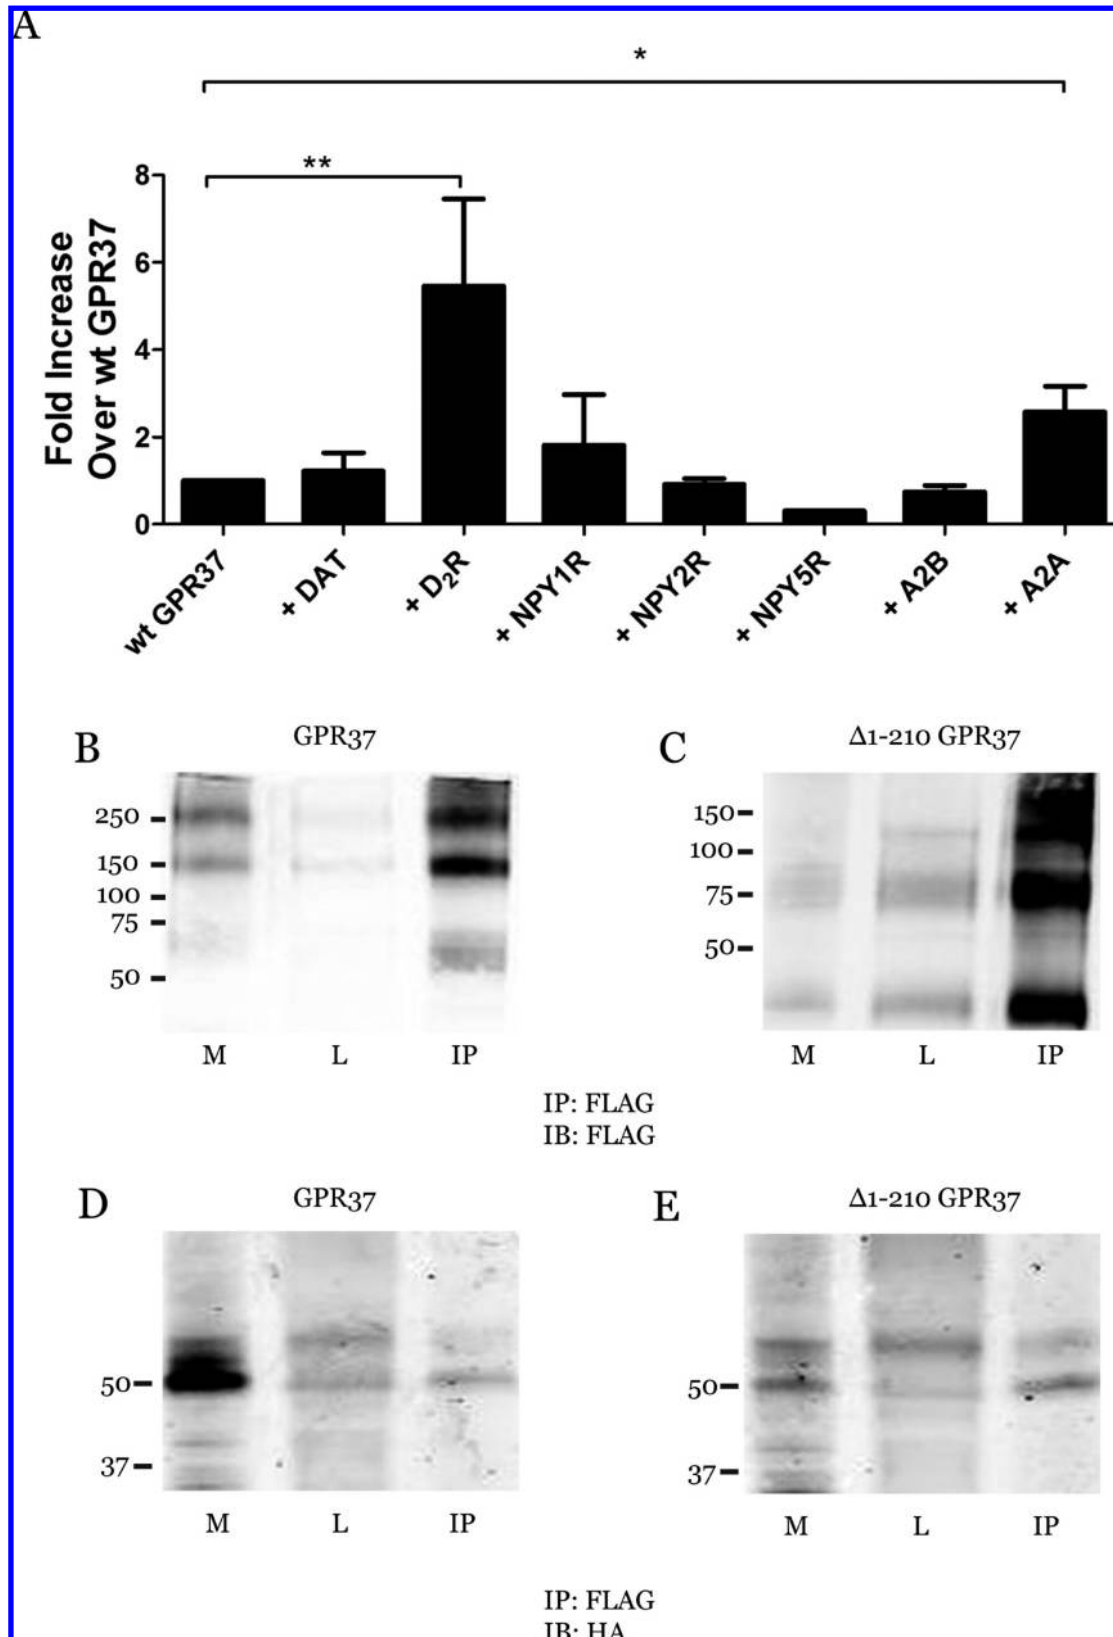 A
*
**
Fold Increase
Over wt GPR37
8
6
4
2
0
wt GPR37
+ DAT
+ D₂R
+ NPY1R
+ NPY2R
+ NPY5R
+ A2B
+ A2A
B
GPR37
250
150
100
75
50
M L IP
C
Δ1-210 GPR37
150
100
75
50
M L IP
IP: FLAG
IB: FLAG
D
GPR37
50
37
M L IP
E
Δ1-210 GPR37
50
37
M L IP
IP: FLAG
IB: HA